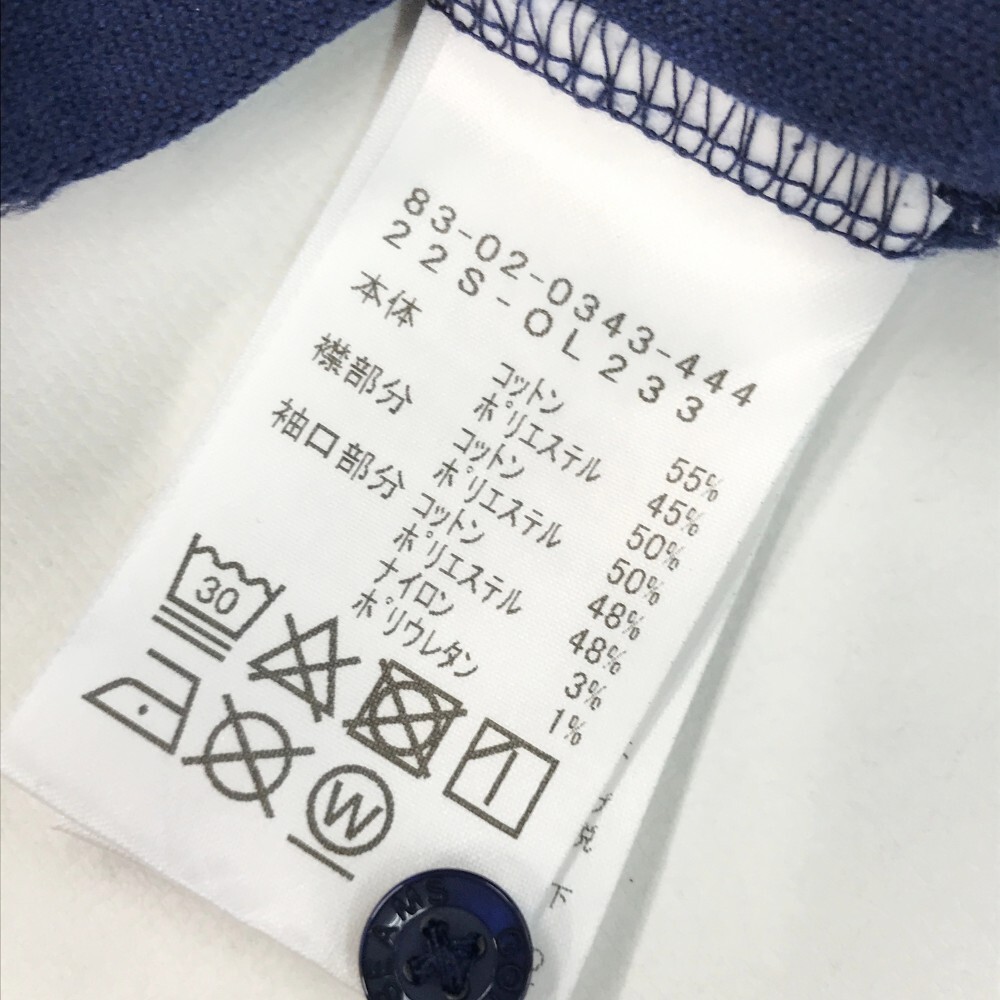 83-02-0343-444
22S-OL233
本体
コットン 55%
ポリエステル 45%
襟部分
コットン 50%
ポリエステル 50%
袖口部分
コットン 48%
ポリエステル 48%
ナイロン 3%
ポリウレタン 1%
30
W
下
AMS